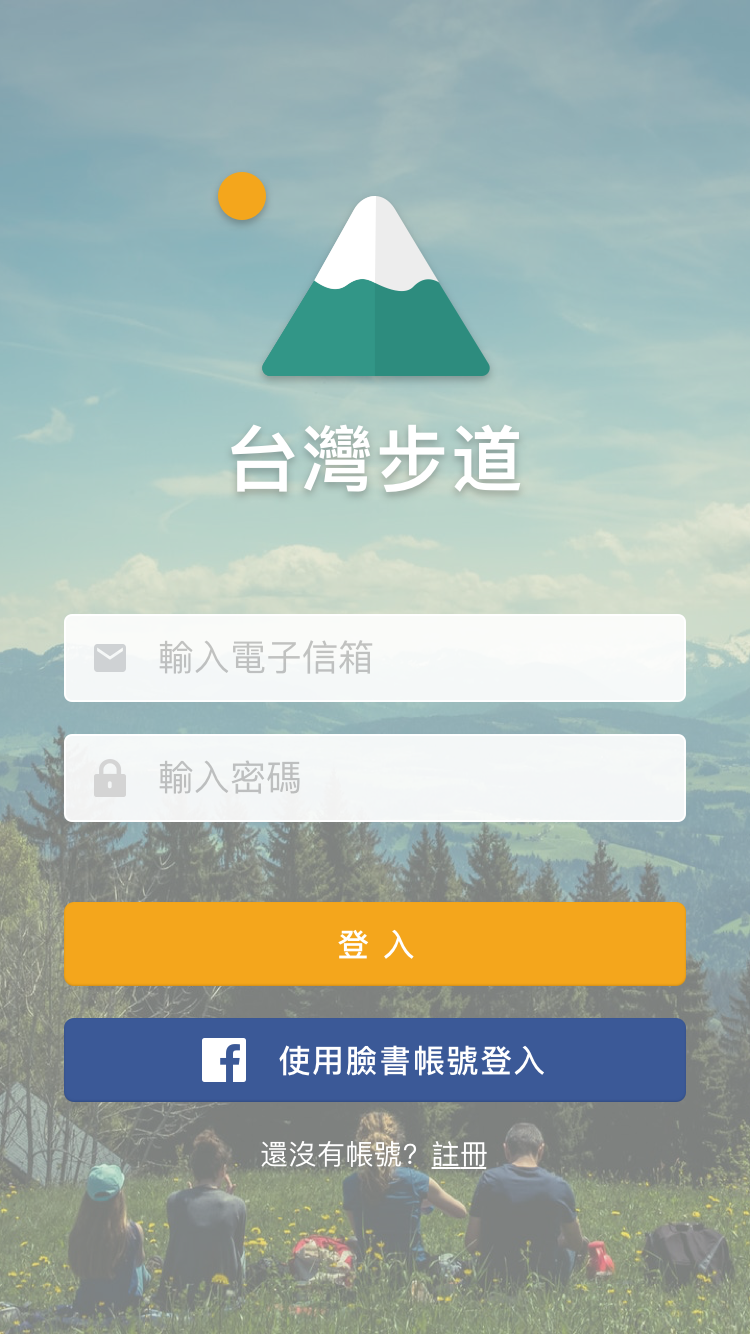 台灣步道
輸入電子信箱
輸入密碼
登 入
使用臉書帳號登入
還沒有帳號? 註冊